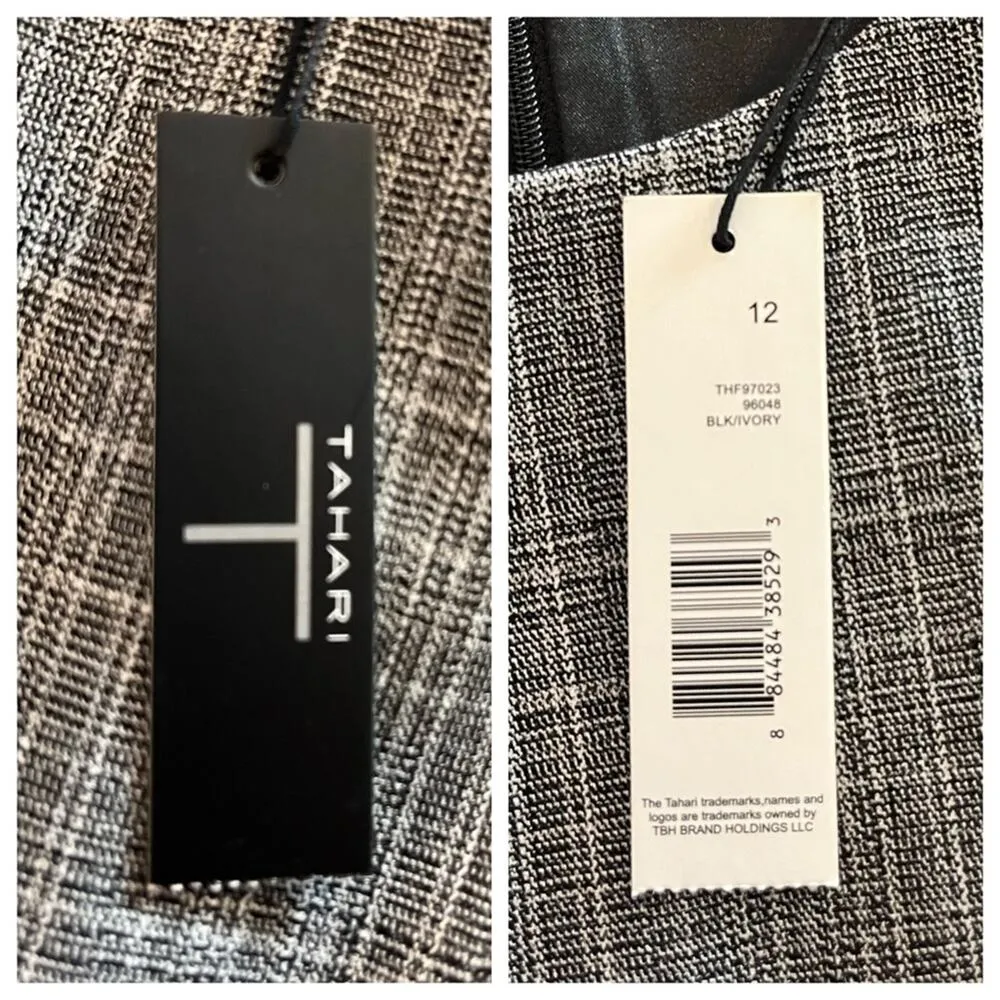 TAHARI
12
THF97023
96048
BLK/IVORY
8 84484 38529 3
The Tahari trademarks,names and
logos are trademarks owned by
TBH BRAND HOLDINGS LLC